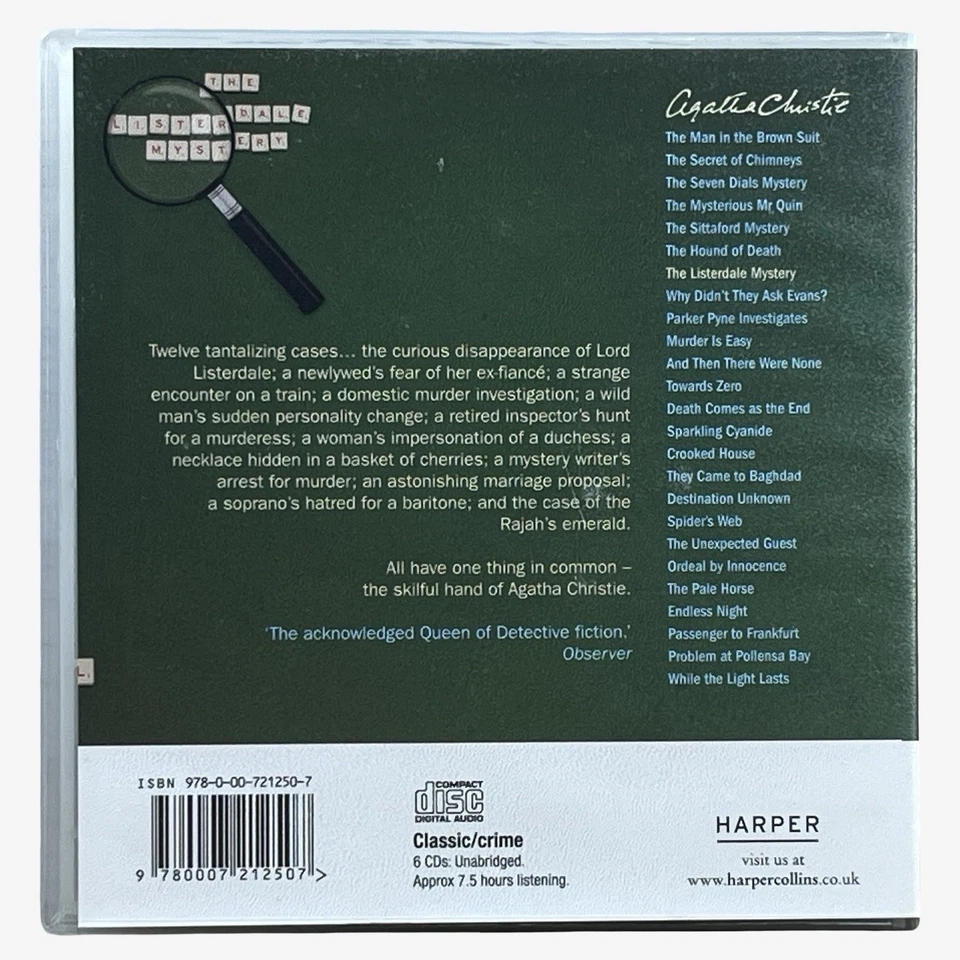 THE
LISTERDALE
MYSTERY
Twelve tantalizing cases... the curious disappearance of Lord
Listerdale; a newlywed's fear of her ex-fiancé; a strange
encounter on a train; a domestic murder investigation; a wild
man's sudden personality change; a retired inspector's hunt
for a murderess; a woman's impersonation of a duchess; a
necklace hidden in a basket of cherries; a mystery writer's
arrest for murder; an astonishing marriage proposal;
a soprano's hatred for a baritone; and the case of the
Rajah's emerald.
All have one thing in common –
the skilful hand of Agatha Christie.
'The acknowledged Queen of Detective fiction.'
Observer
Agatha Christie
The Man in the Brown Suit
The Secret of Chimneys
The Seven Dials Mystery
The Mysterious Mr Quin
The Sittaford Mystery
The Hound of Death
The Listerdale Mystery
Why Didn't They Ask Evans?
Parker Pyne Investigates
Murder Is Easy
And Then There Were None
Towards Zero
Death Comes as the End
Sparkling Cyanide
Crooked House
They Came to Baghdad
Destination Unknown
Spider's Web
The Unexpected Guest
Ordeal by Innocence
The Pale Horse
Endless Night
Passenger to Frankfurt
Problem at Pollensa Bay
While the Light Lasts
L.
ISBN 978-0-00-721250-7
9 780007 212507 >
COMPACT
disc
DIGITAL AUDIO
Classic/crime
6 CDs: Unabridged.
Approx 7.5 hours listening.
HARPER
visit us at
www.harpercollins.co.uk